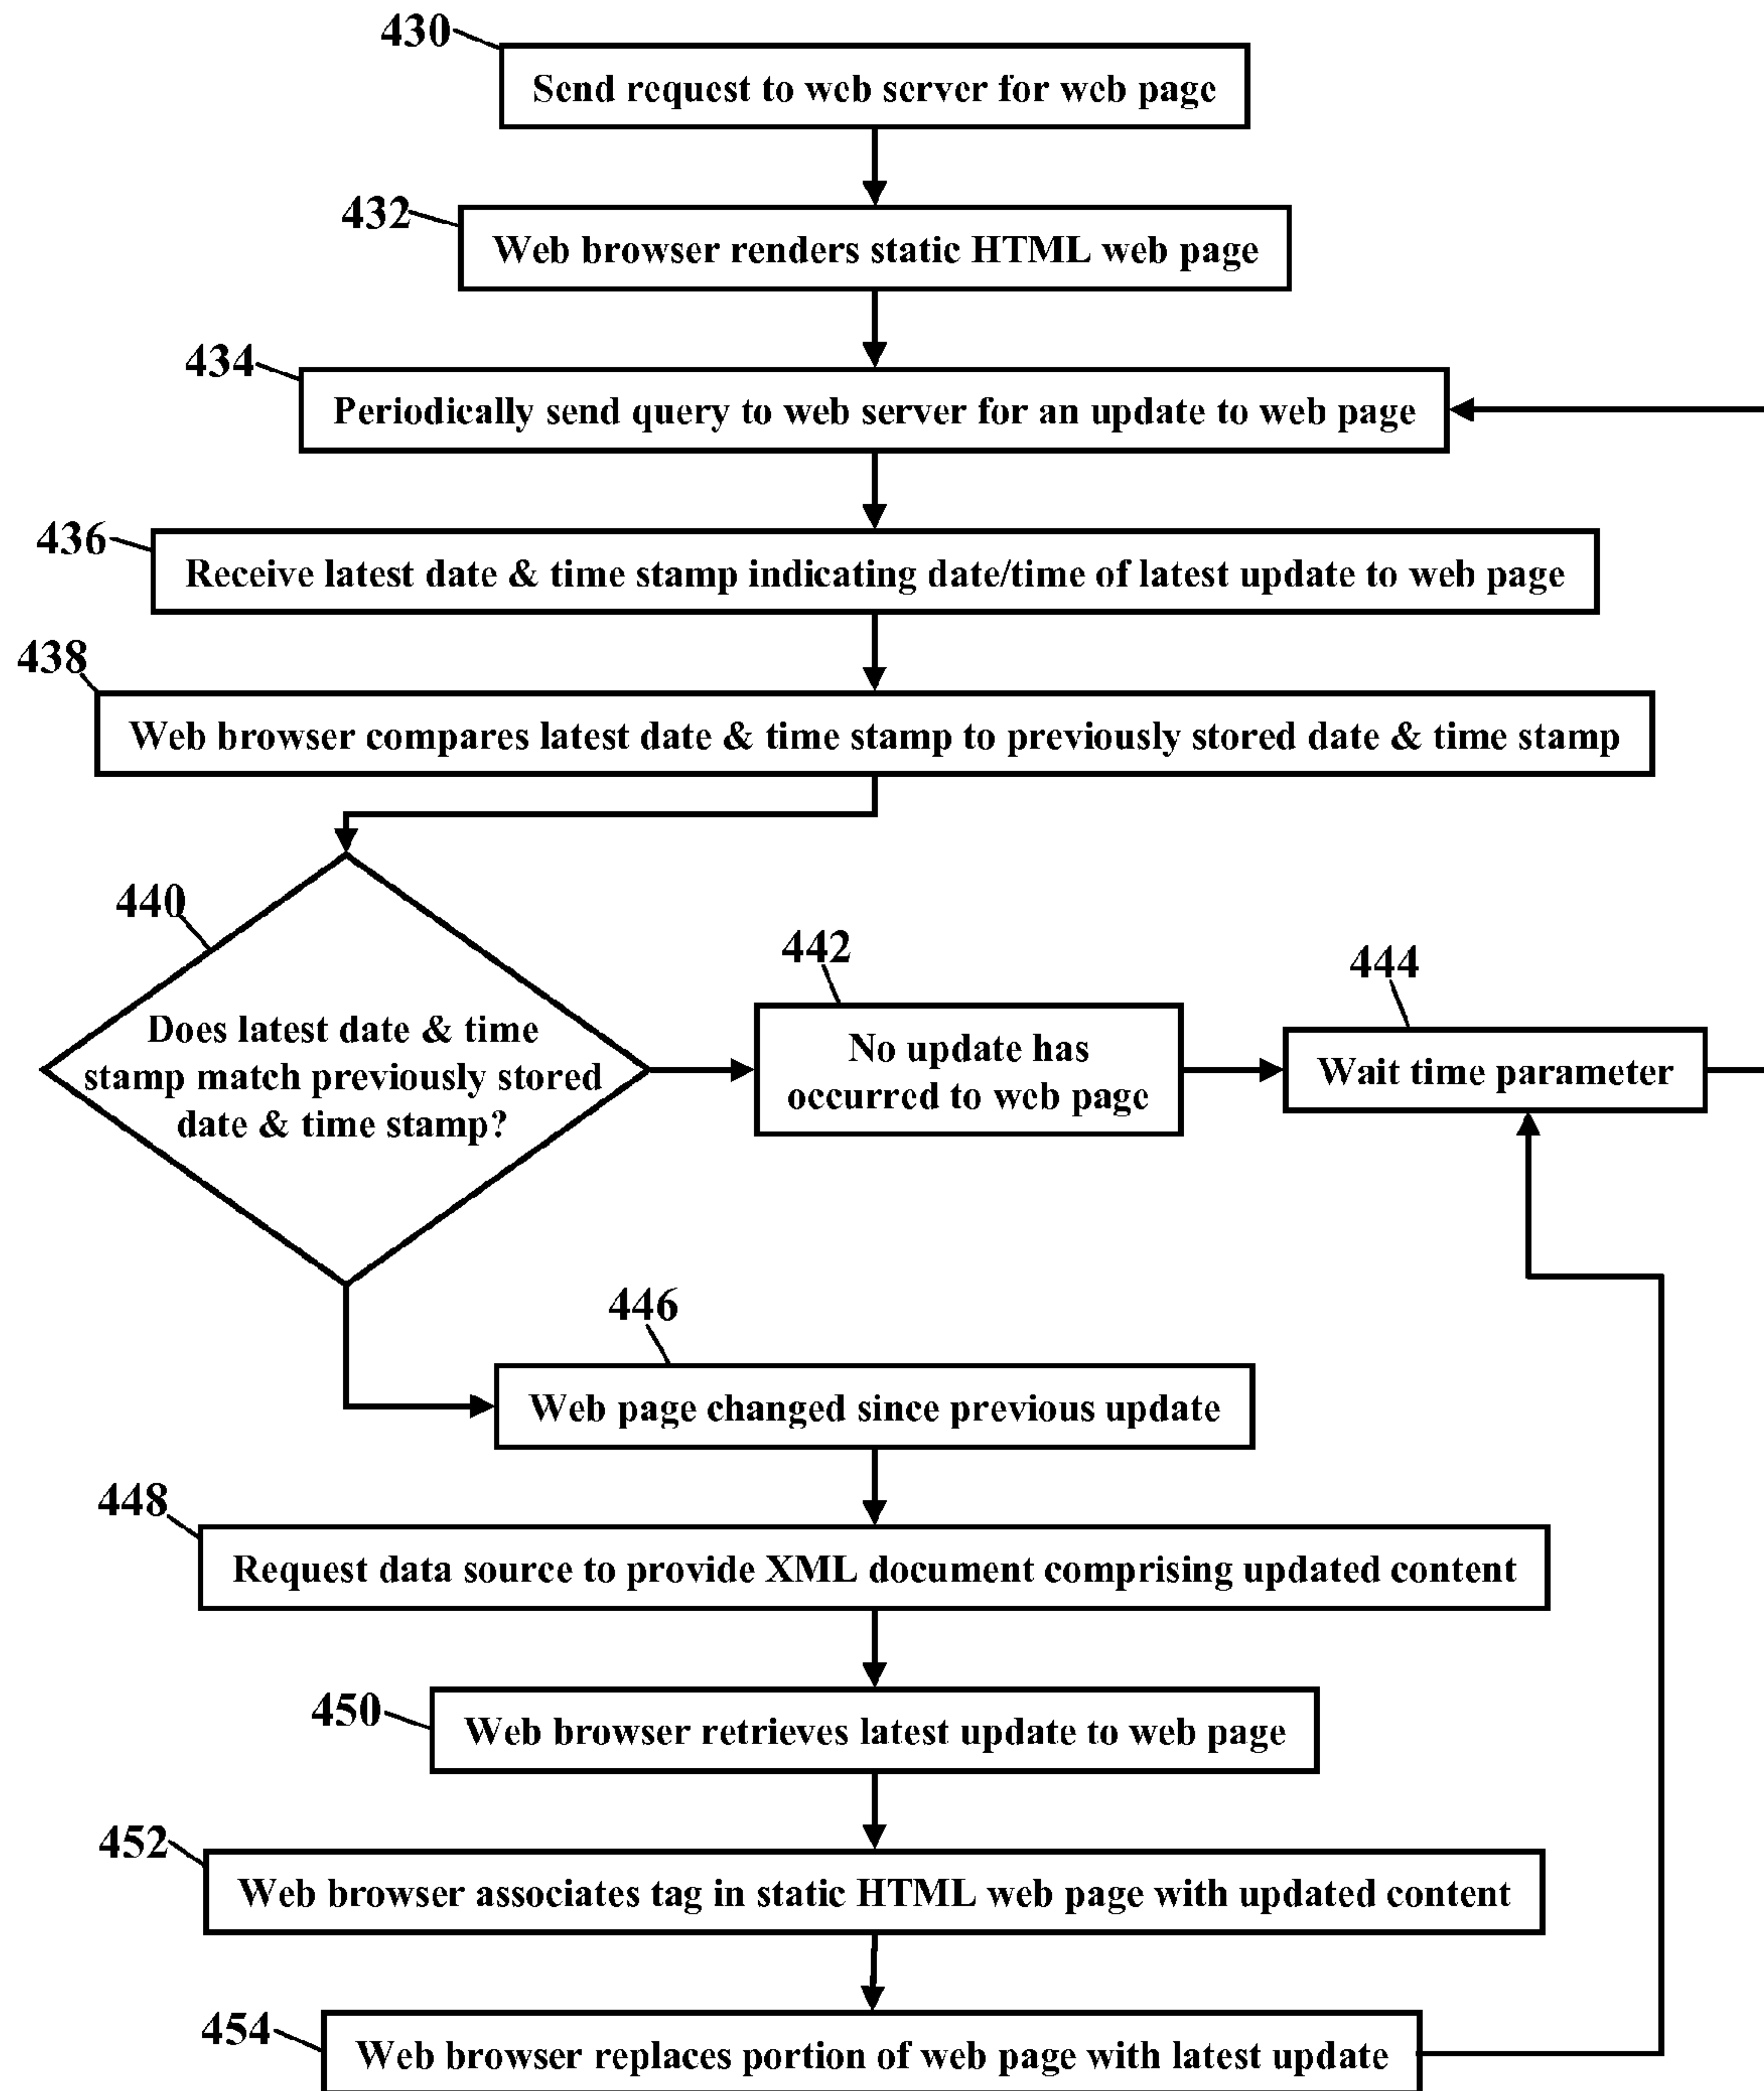 430
Send request to web server for web page
432
Web browser renders static HTML web page
434
Periodically send query to web server for an update to web page
436
Receive latest date & time stamp indicating date/time of latest update to web page
438
Web browser compares latest date & time stamp to previously stored date & time stamp
440
Does latest date & time
stamp match previously stored
date & time stamp?
442
No update has
occurred to web page
444
Wait time parameter
446
Web page changed since previous update
448
Request data source to provide XML document comprising updated content
450
Web browser retrieves latest update to web page
452
Web browser associates tag in static HTML web page with updated content
454
Web browser replaces portion of web page with latest update